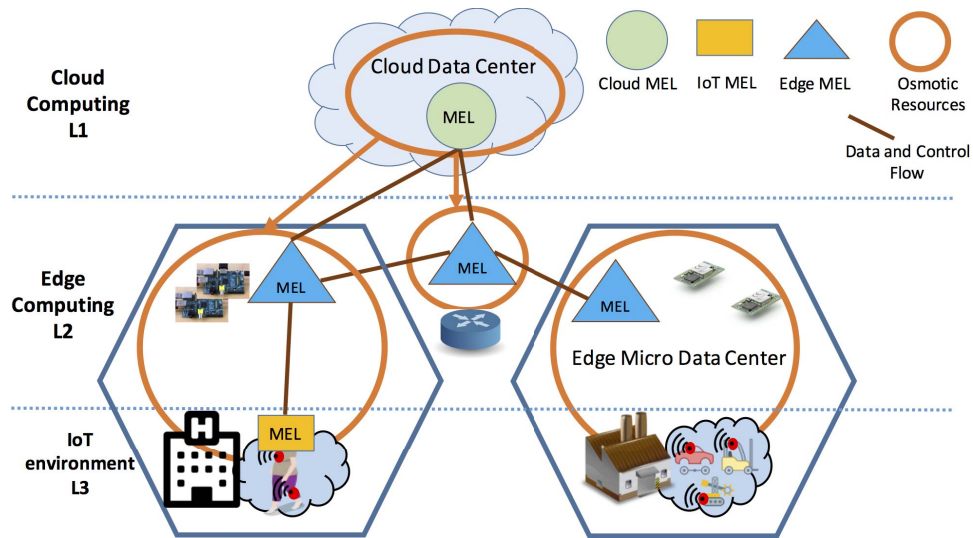 Cloud
Computing
L1
Cloud Data Center
MEL
Cloud MEL
IoT MEL
Edge MEL
Osmotic
Resources
Data and Control
Flow
Edge
Computing
L2
MEL
MEL
MEL
Edge Micro Data Center
IoT
environment
L3
H
MEL